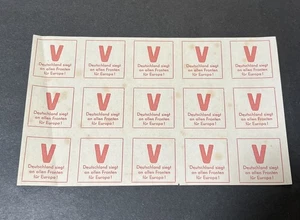 V V V V V
Deutschland siegt Deutschland siegt Deutschland siegt Deutschland siegt Deutschland siegt
an allen Fronten an allen Fronten an allen Fronten an allen Fronten an allen Fronten
für Europa! für Europa! für Europa! für Europa! für Europa!
V V V V V
Deutschland siegt Deutschland siegt Deutschland siegt Deutschland siegt Deutschland siegt
an allen Fronten an allen Fronten an allen Fronten an allen Fronten an allen Fronten
für Europa! für Europa! für Europa! für Europa! für Europa!
V V V V V
Deutschland siegt Deutschland siegt Deutschland siegt Deutschland siegt Deutschland siegt
an allen Fronten an allen Fronten an allen Fronten an allen Fronten an allen Fronten
für Europa! für Europa! für Europa! für Europa! für Europa!